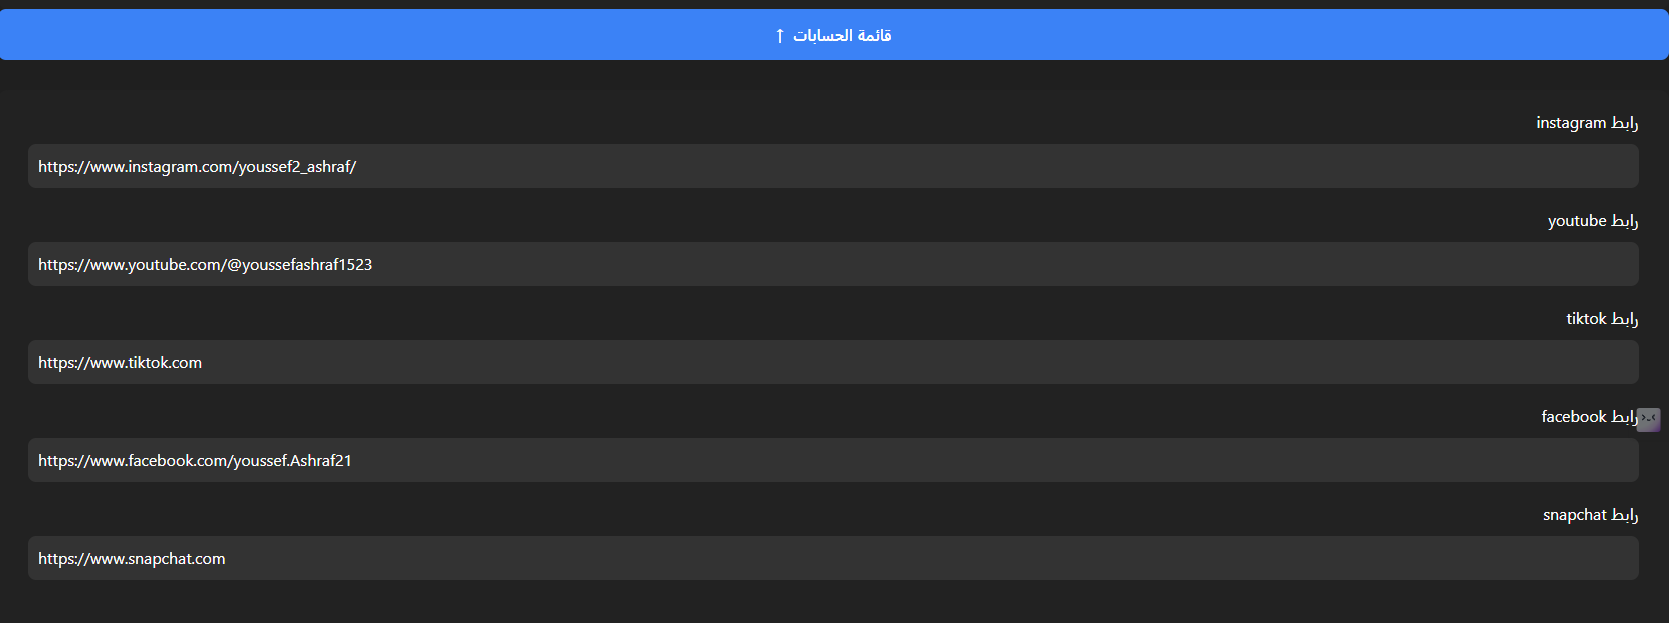 قائمة الحسابات ↑
رابط instagram
https://www.instagram.com/youssef2_ashraf/
رابط youtube
https://www.youtube.com/@youssefashraf1523
رابط tiktok
https://www.tiktok.com
رابط facebook
https://www.facebook.com/youssef.Ashraf21
رابط snapchat
https://www.snapchat.com